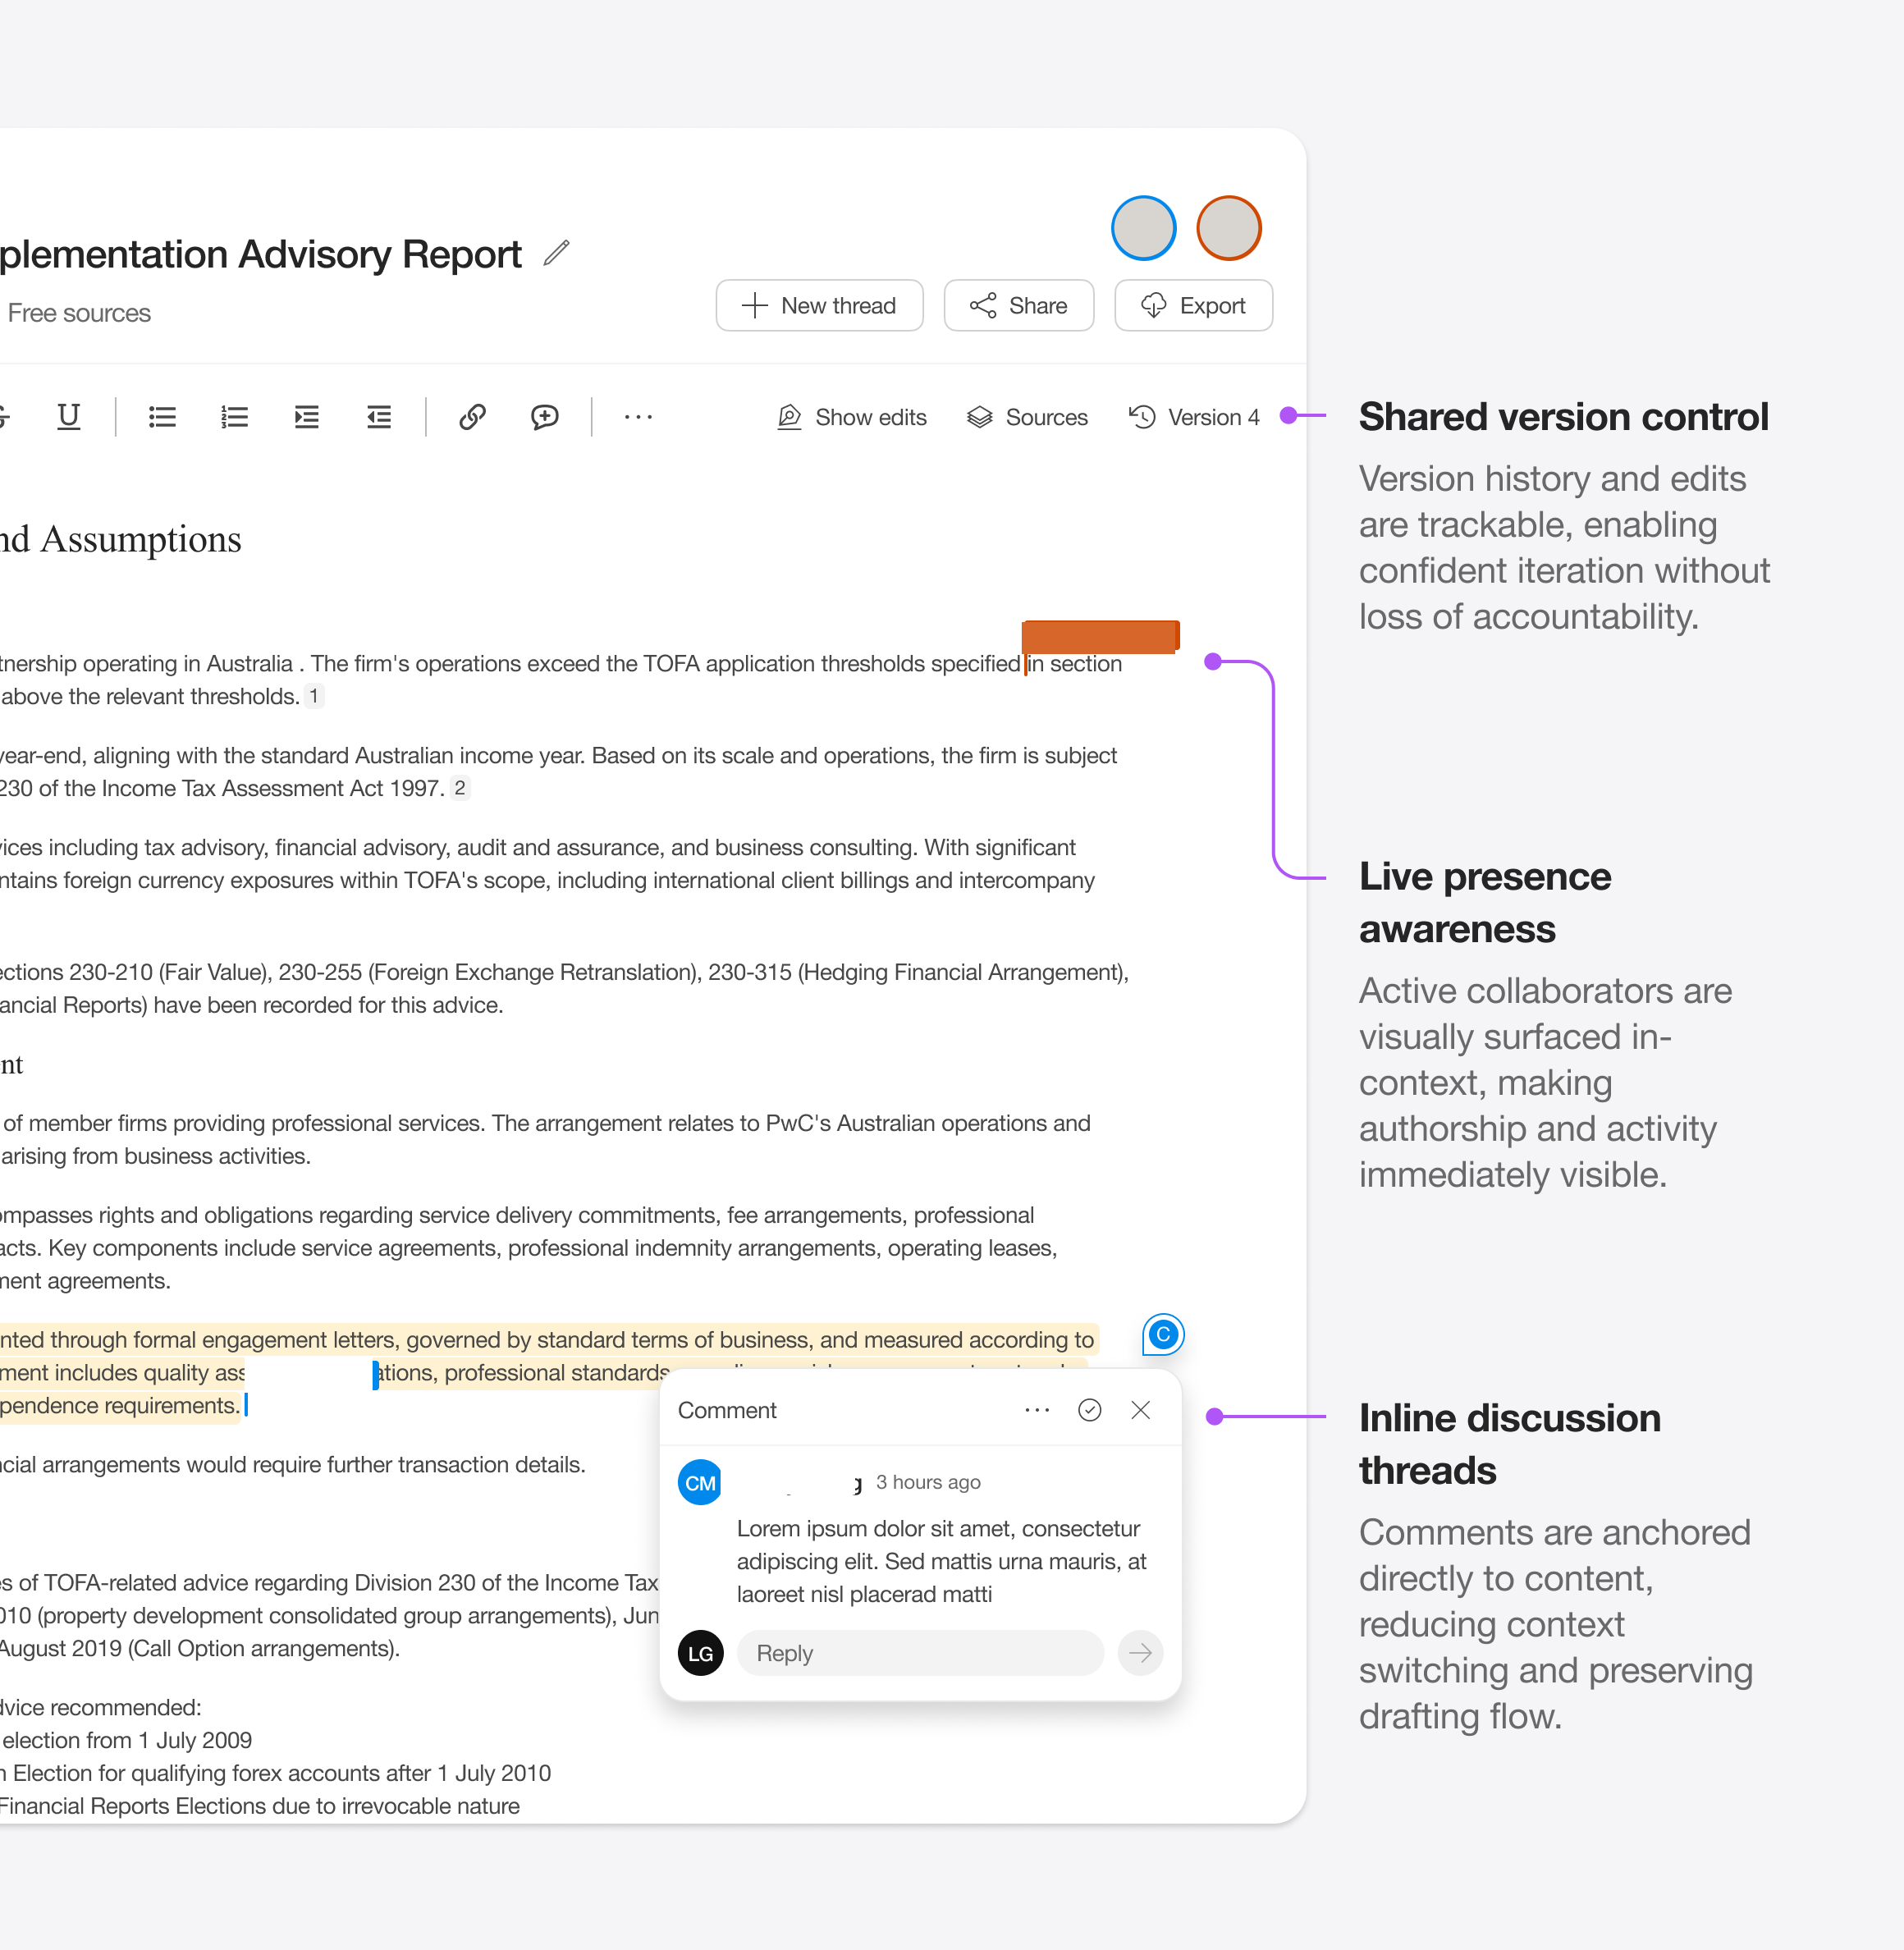 plementation Advisory Report
Free sources
New thread
Share
Export
U
Show edits
Sources
Version 4
nd Assumptions
tnership operating in Australia . The firm's operations exceed the TOFA application thresholds specified in section
above the relevant thresholds. 1
year-end, aligning with the standard Australian income year. Based on its scale and operations, the firm is subject
230 of the Income Tax Assessment Act 1997. 2
vices including tax advisory, financial advisory, audit and assurance, and business consulting. With significant
ntains foreign currency exposures within TOFA's scope, including international client billings and intercompany
ections 230-210 (Fair Value), 230-255 (Foreign Exchange Retranslation), 230-315 (Hedging Financial Arrangement),
ancial Reports) have been recorded for this advice.
nt
of member firms providing professional services. The arrangement relates to PwC's Australian operations and
arising from business activities.
ompasses rights and obligations regarding service delivery commitments, fee arrangements, professional
acts. Key components include service agreements, professional indemnity arrangements, operating leases,
ment agreements.
nted through formal engagement letters, governed by standard terms of business, and measured according to
C
ment includes quality ass ations, professional standards
pendence requirements.
ncial arrangements would require further transaction details.
es of TOFA-related advice regarding Division 230 of the Income Tax
010 (property development consolidated group arrangements), Jun
August 2019 (Call Option arrangements).
dvice recommended:
election from 1 July 2009
n Election for qualifying forex accounts after 1 July 2010
Financial Reports Elections due to irrevocable nature
Comment
CM
g 3 hours ago
Lorem ipsum dolor sit amet, consectetur
adipiscing elit. Sed mattis urna mauris, at
laoreet nisl placerad matti
LG
Reply
Shared version control
Version history and edits
are trackable, enabling
confident iteration without
loss of accountability.
Live presence
awareness
Active collaborators are
visually surfaced in-
context, making
authorship and activity
immediately visible.
Inline discussion
threads
Comments are anchored
directly to content,
reducing context
switching and preserving
drafting flow.